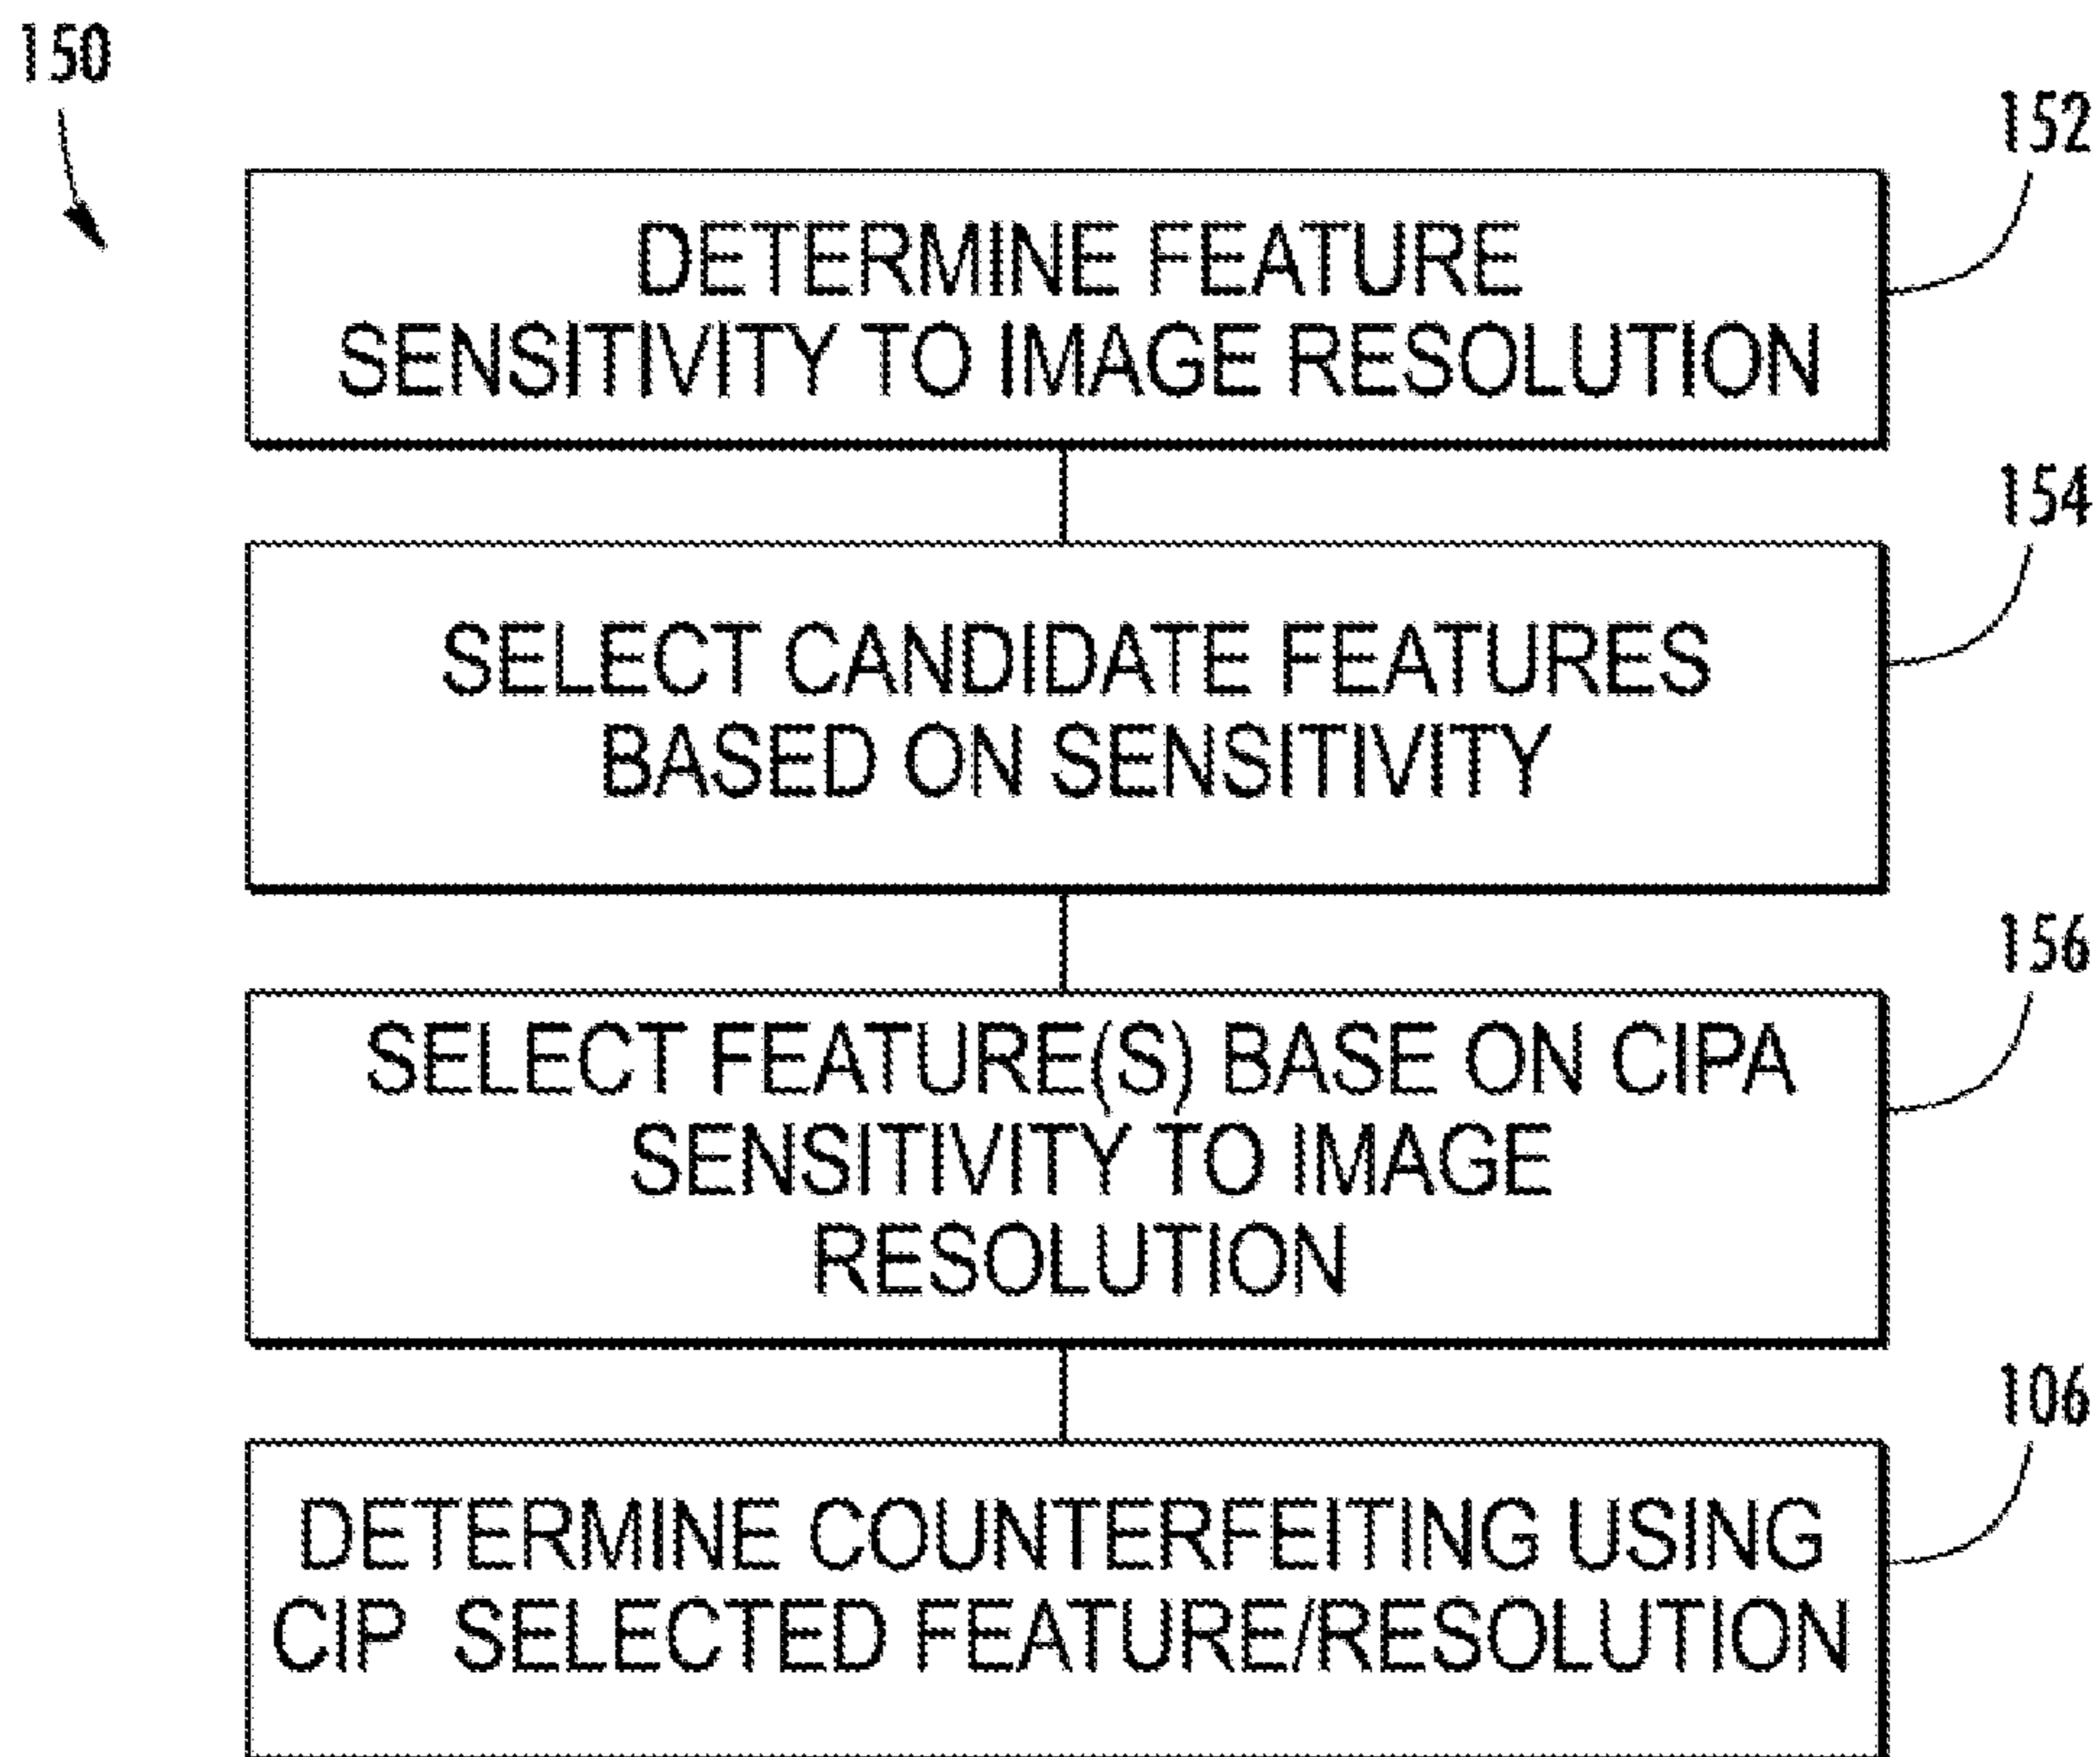 150
152
DETERMINE FEATURE
SENSITIVITY TO IMAGE RESOLUTION
154
SELECT CANDIDATE FEATURES
BASED ON SENSITIVITY
156
SELECT FEATURE(S) BASE ON CIPA
SENSITIVITY TO IMAGE
RESOLUTION
106
DETERMINE COUNTERFEITING USING
CIP SELECTED FEATURE/RESOLUTION